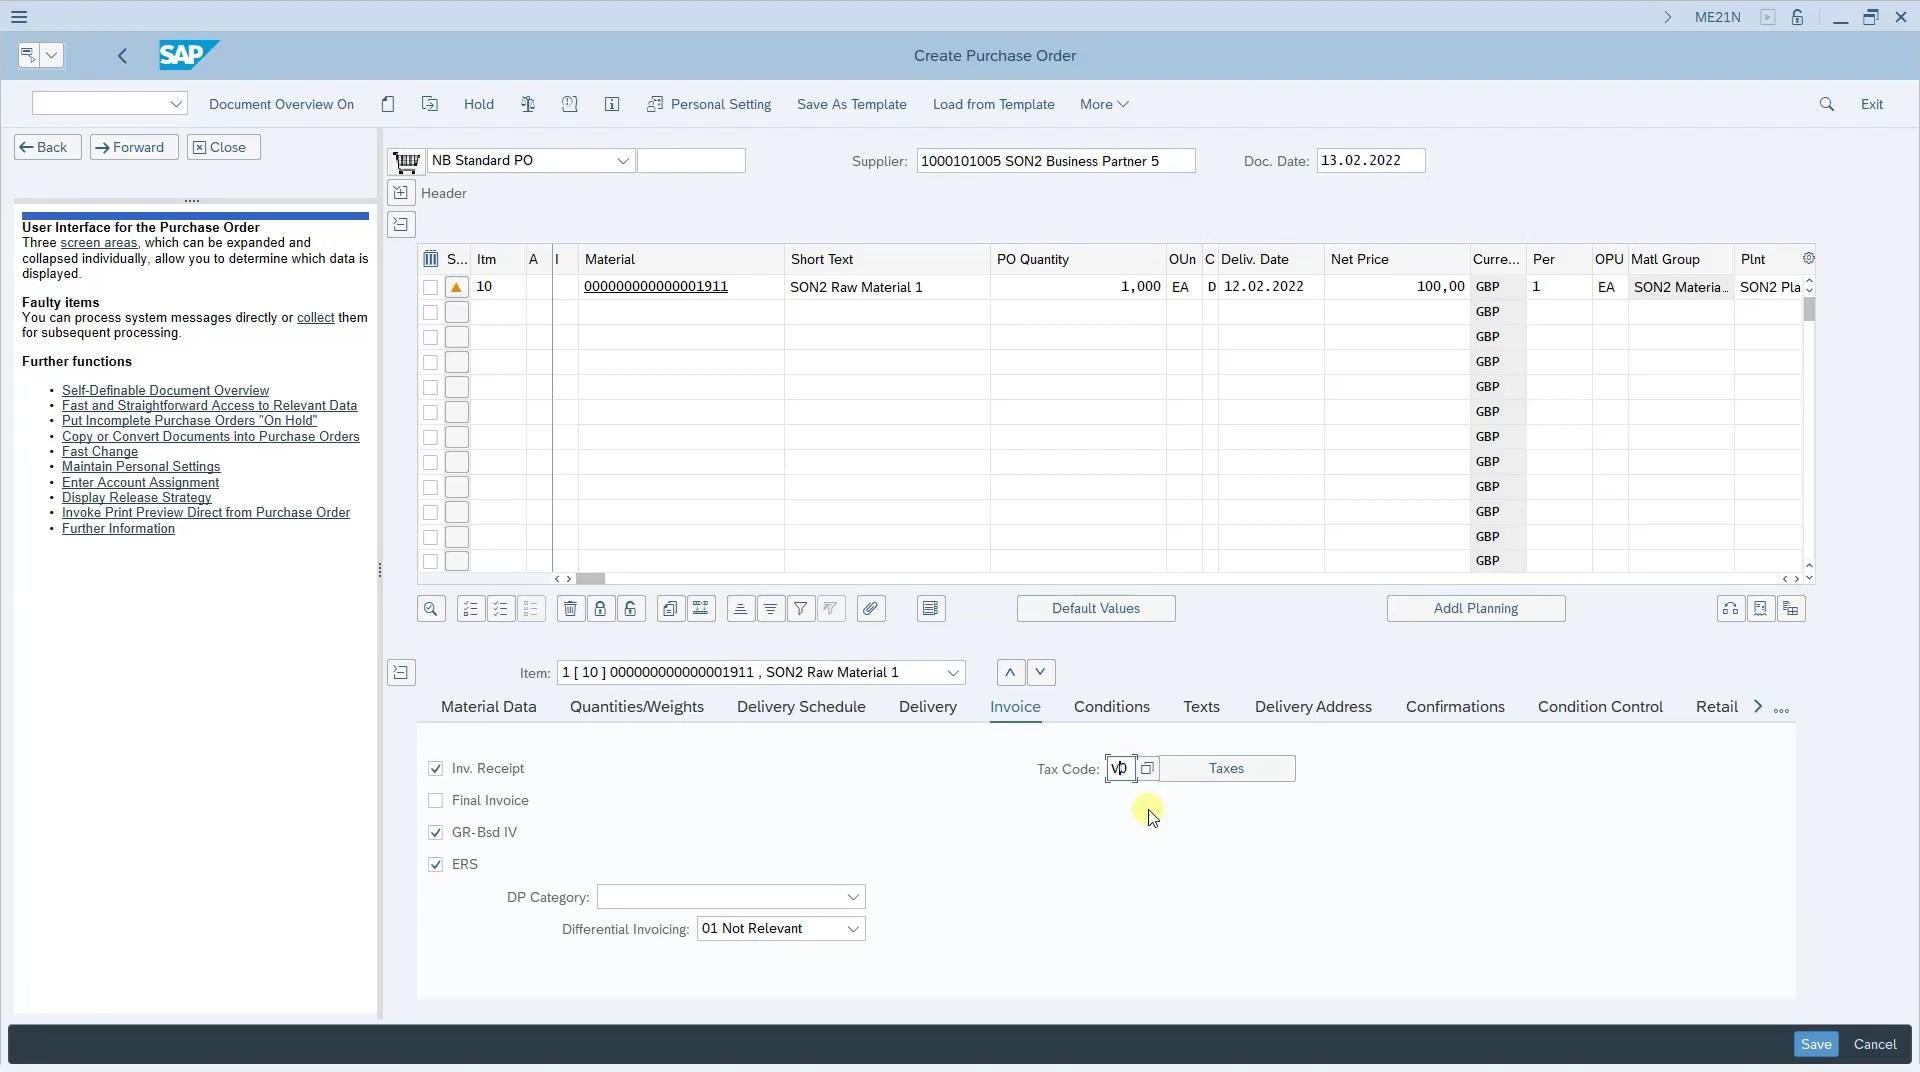 ME21N
SAP
Create Purchase Order
Document Overview On
Hold
Personal Setting
Save As Template
Load from Template
More
Exit
Back
Forward
Close
NB Standard PO
Supplier:
1000101005 SON2 Business Partner 5
Doc. Date:
13.02.2022
Header
User Interface for the Purchase Order
Three screen areas, which can be expanded and
collapsed individually, allow you to determine which data is
displayed.
Faulty items
You can process system messages directly or collect them
for subsequent processing.
Further functions
• Self-Definable Document Overview
• Fast and Straightforward Access to Relevant Data
• Put Incomplete Purchase Orders "On Hold"
• Copy or Convert Documents into Purchase Orders
• Fast Change
• Maintain Personal Settings
• Enter Account Assignment
• Display Release Strategy
• Invoke Print Preview Direct from Purchase Order
• Further Information
S... Itm A I Material Short Text PO Quantity OUn C Deliv. Date Net Price Curre... Per OPU Matl Group Plnt
10 000000000000001911 SON2 Raw Material 1 1,000 EA D 12.02.2022 100,00 GBP 1 EA SON2 Materia... SON2 Pla
GBP
GBP
GBP
GBP
GBP
GBP
GBP
GBP
GBP
GBP
GBP
Default Values
Addl Planning
Item:
1 [ 10 ] 000000000000001911 , SON2 Raw Material 1
Material Data
Quantities/Weights
Delivery Schedule
Delivery
Invoice
Conditions
Texts
Delivery Address
Confirmations
Condition Control
Retail
Inv. Receipt
Final Invoice
GR-Bsd IV
ERS
DP Category:
Differential Invoicing:
01 Not Relevant
Tax Code:
V0
Taxes
Save
Cancel